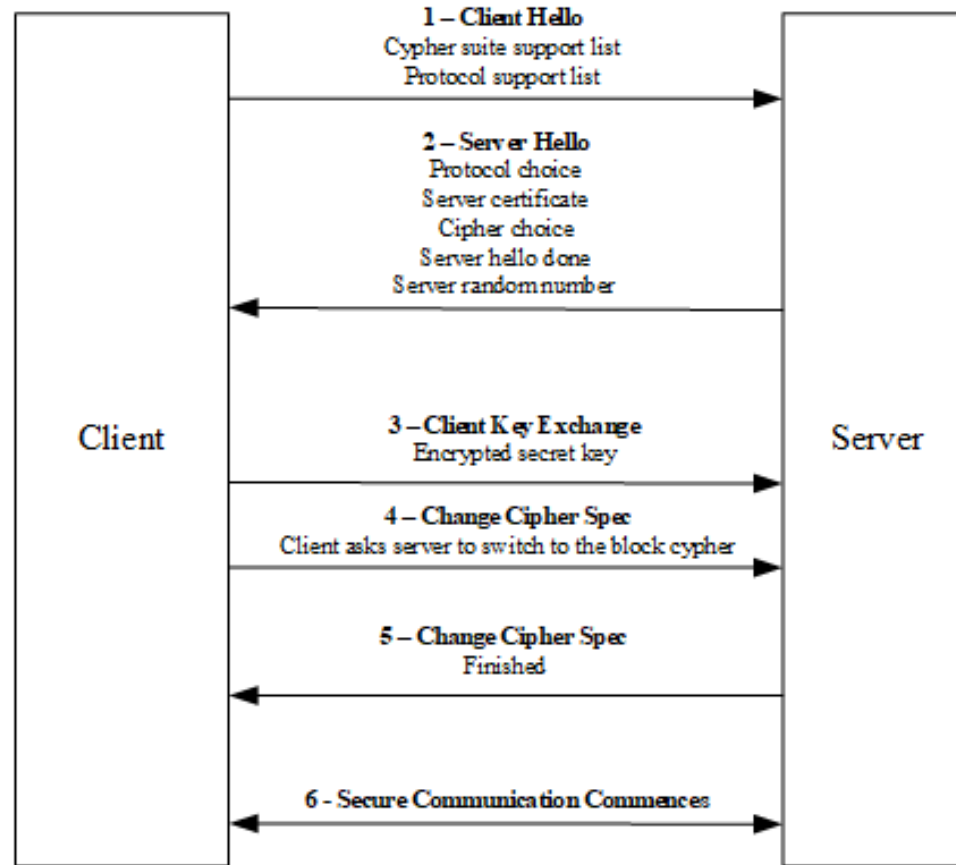 1 – Client Hello
Cypher suite support list
Protocol support list
2 – Server Hello
Protocol choice
Server certificate
Cipher choice
Server hello done
Server random number
Client
3 – Client Key Exchange
Encrypted secret key
Server
4 – Change Cipher Spec
Client asks server to switch to the block cypher
5 – Change Cipher Spec
Finished
6 - Secure Communication Commences